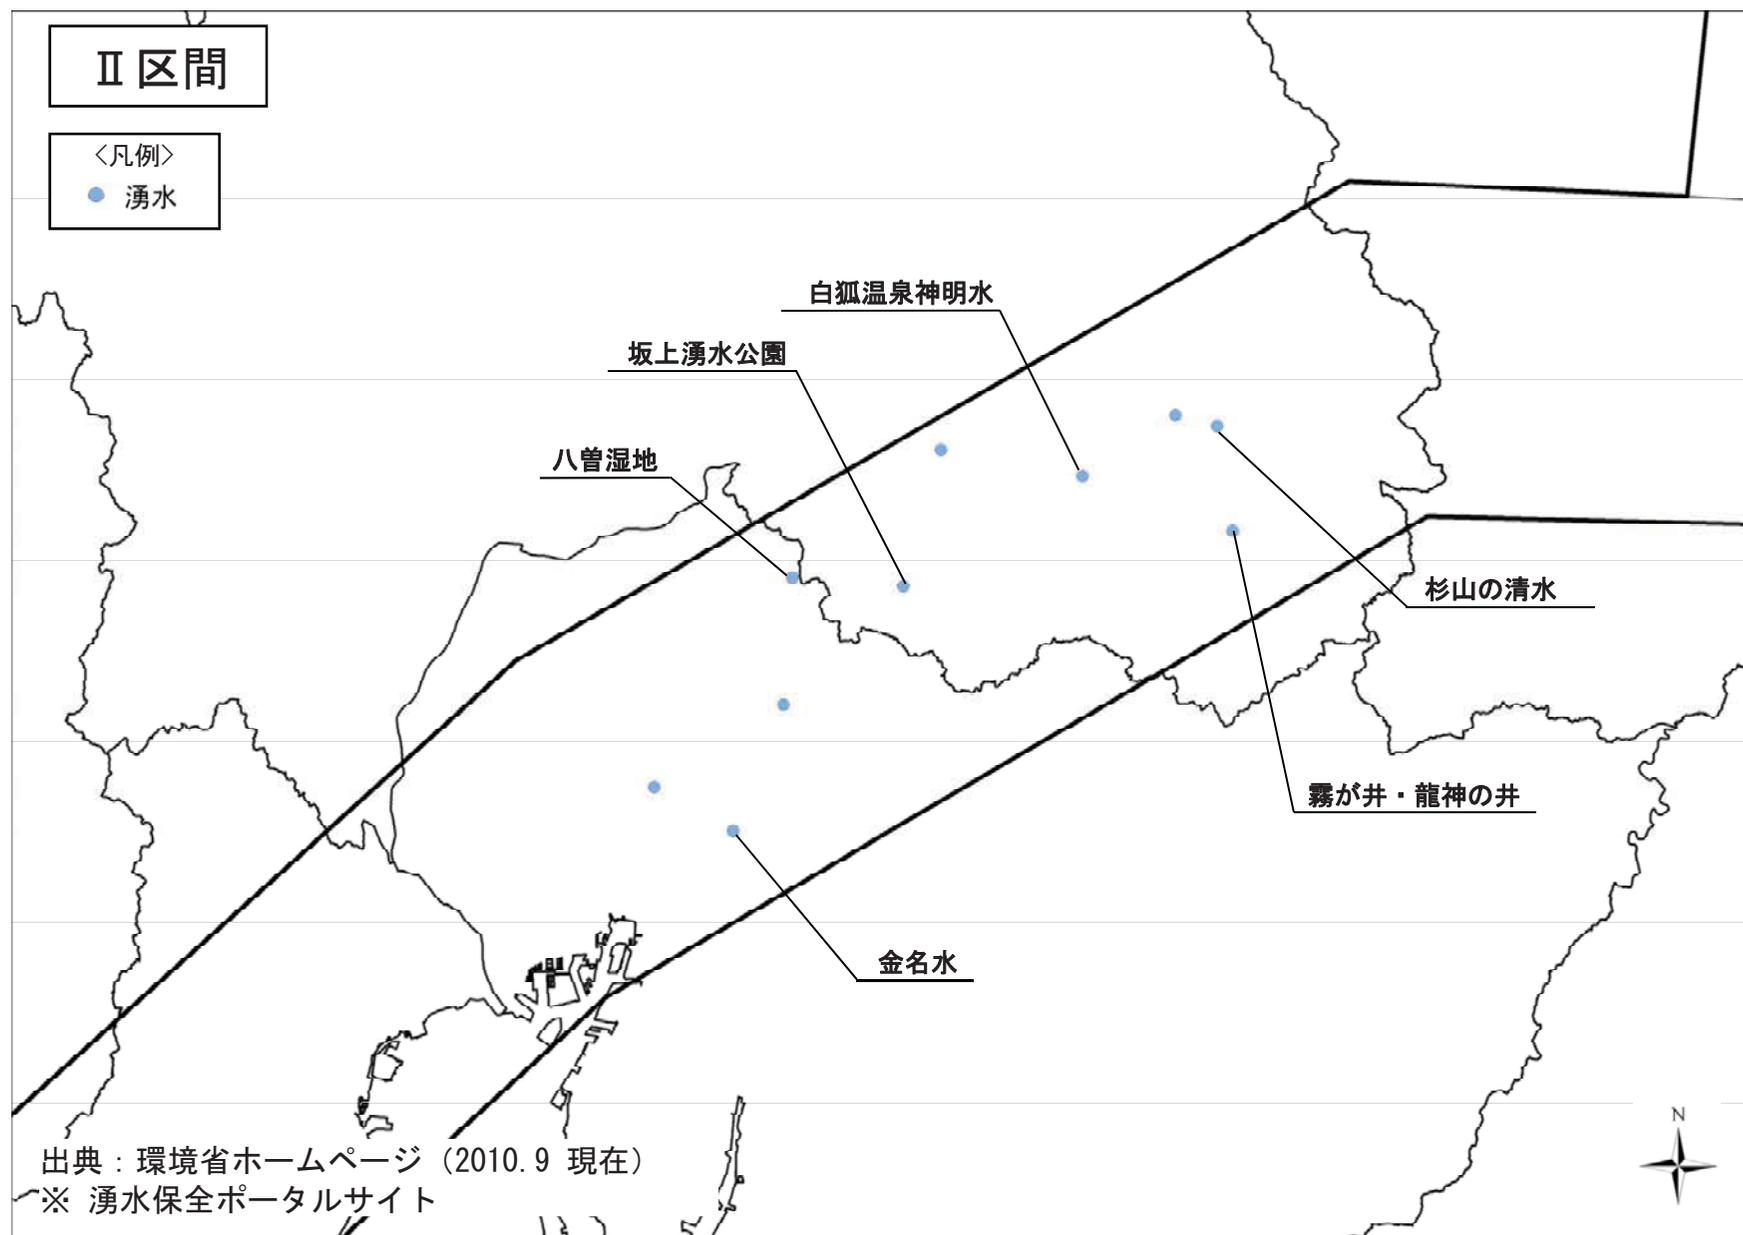 Ⅱ区間
<凡例>
湧水
白狐温泉神明水
坂上湧水公園
八曽湿地
杉山の清水
霧が井・龍神の井
金名水
N
出典：環境省ホームページ（2010.9 現在）
※ 湧水保全ポータルサイト